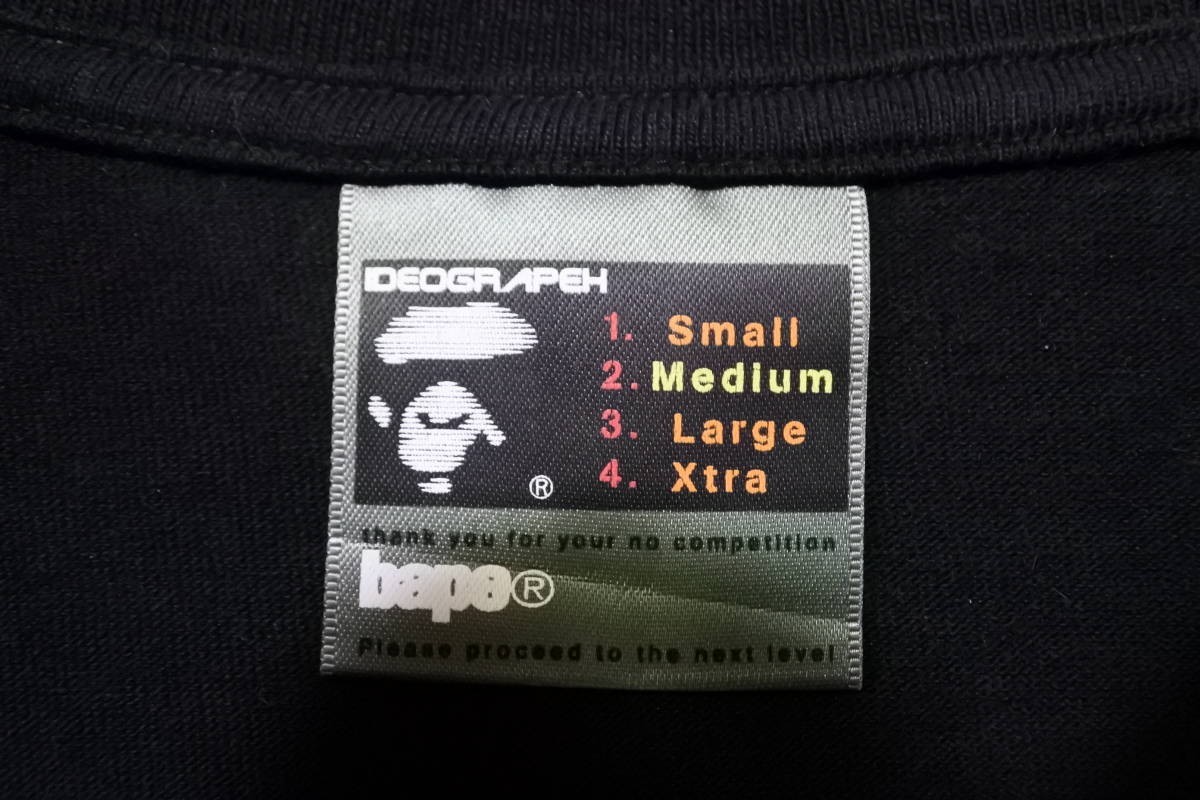 IDEOGRAPEH
1. Small
2. Medium
3. Large
4. Xtra
®
thank you for your no competition
bape®
Please proceed to the next level